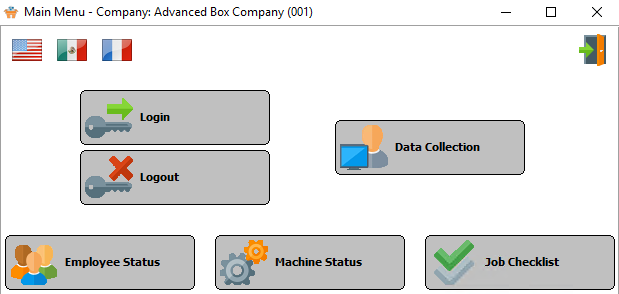 Main Menu - Company: Advanced Box Company (001)
Login
Data Collection
Logout
Employee Status
Machine Status
Job Checklist